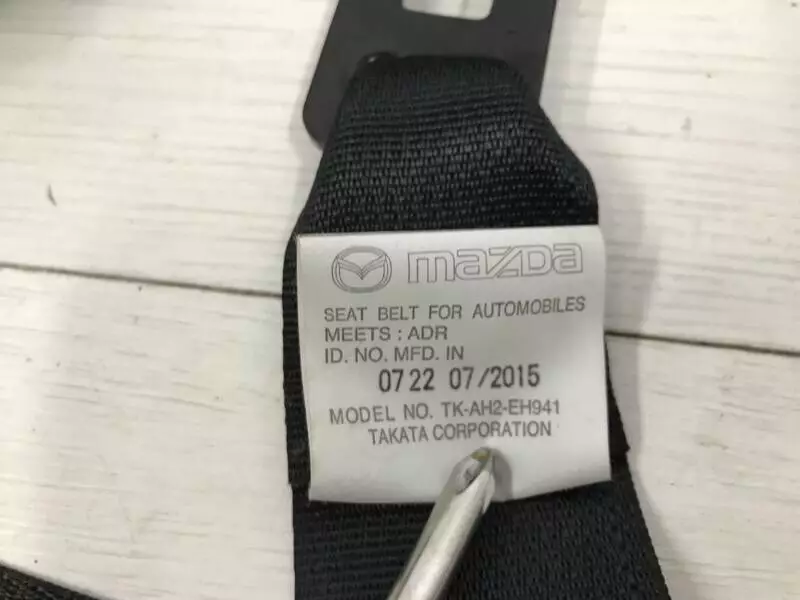 mazda
SEAT BELT FOR AUTOMOBILES
MEETS : ADR
ID. NO. MFD. IN
0722 07/2015
MODEL NO. TK-AH2-EH941
TAKATA CORPORATION